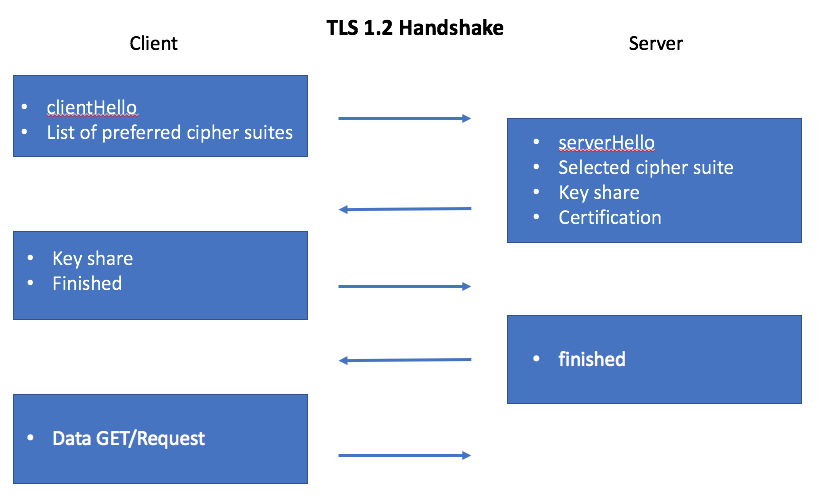 TLS 1.2 Handshake
Client
Server
• clientHello
• List of preferred cipher suites
• serverHello
• Selected cipher suite
• Key share
• Certification
• Key share
• Finished
• finished
• Data GET/Request